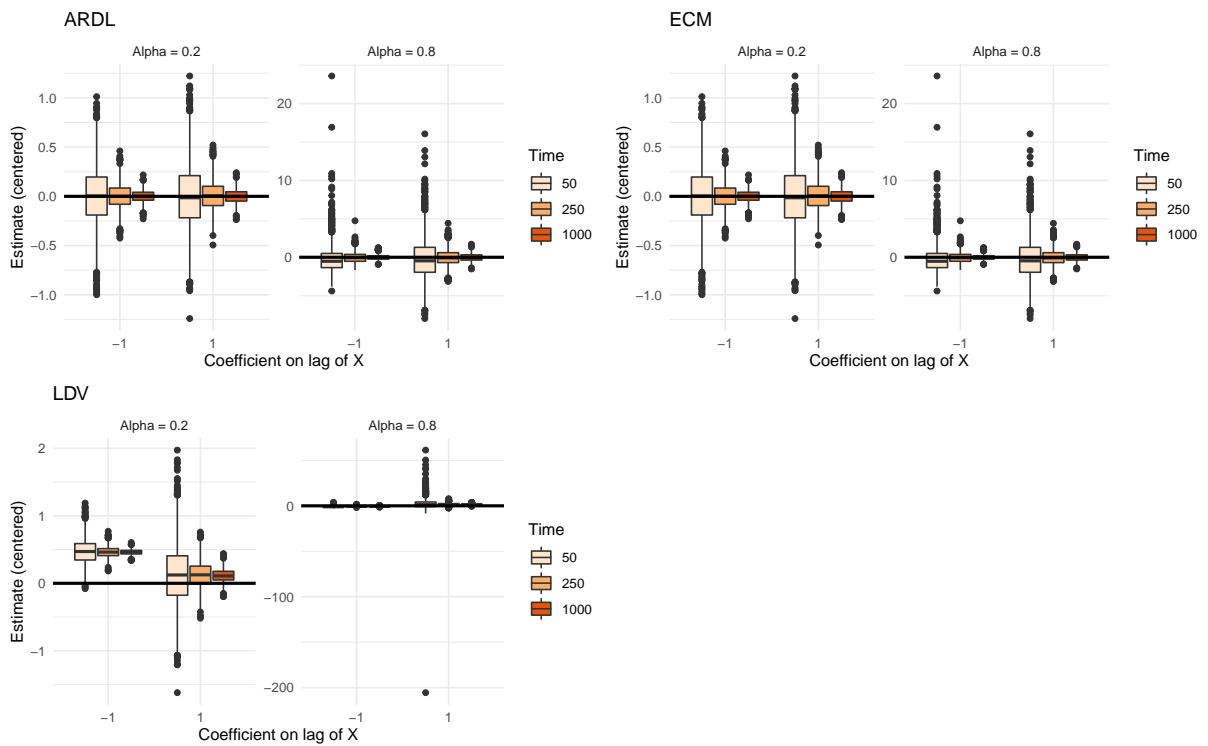 ARDL
Alpha = 0.2
Alpha = 0.8
Estimate (centered)
1.0
0.5
0.0
−0.5
−1.0
20
10
0
−1
1
−1
1
Coefficient on lag of X
Time
50
250
1000
ECM
Alpha = 0.2
Alpha = 0.8
Estimate (centered)
1.0
0.5
0.0
−0.5
−1.0
20
10
0
−1
1
−1
1
Coefficient on lag of X
Time
50
250
1000
LDV
Alpha = 0.2
Alpha = 0.8
Estimate (centered)
2
1
0
−1
0
−100
−200
−1
1
−1
1
Coefficient on lag of X
Time
50
250
1000